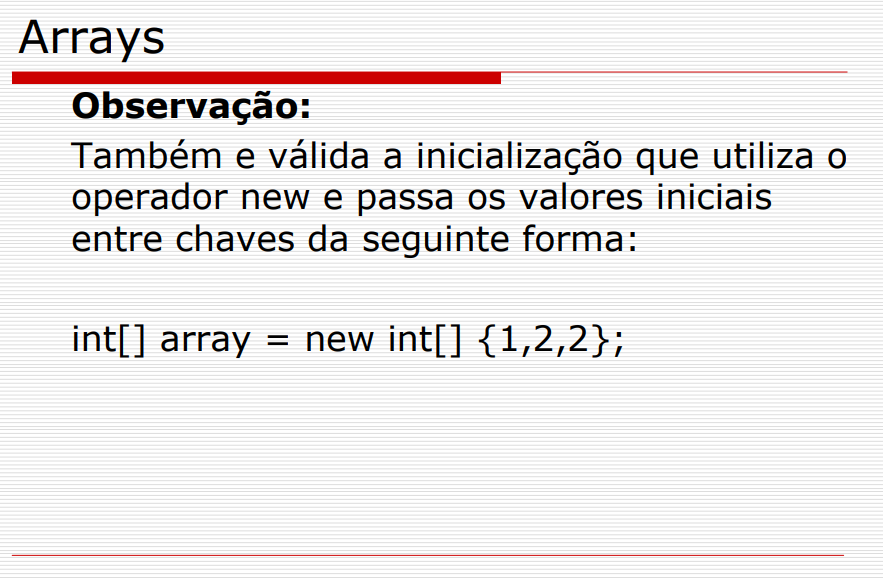 Arrays
Observação:
Também e válida a inicialização que utiliza o
operador new e passa os valores iniciais
entre chaves da seguinte forma:
int[] array = new int[] {1,2,2};